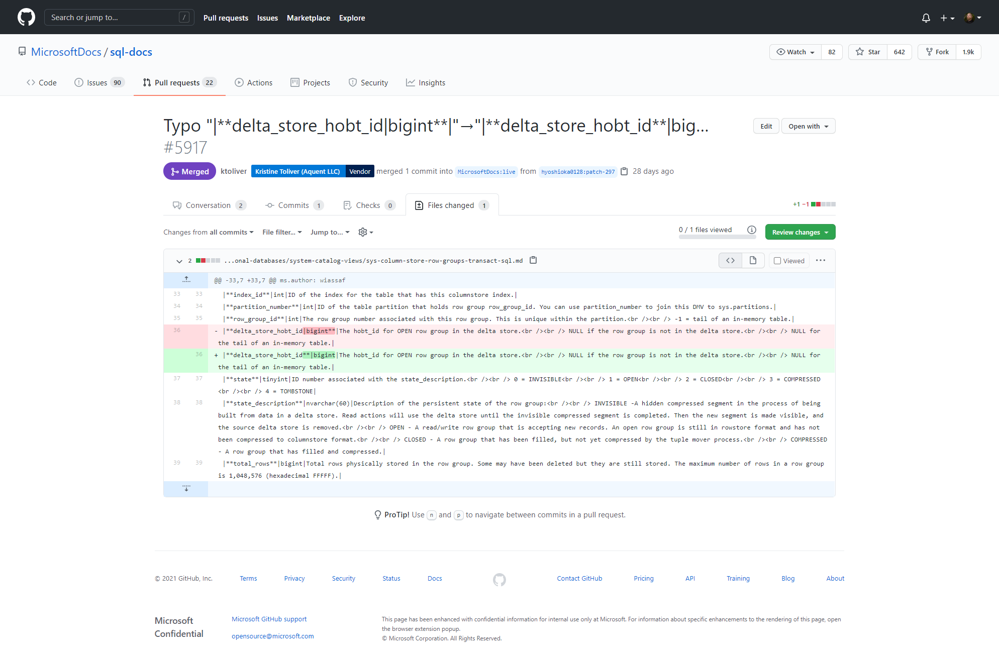 Search or jump to... /
Pull requests Issues Marketplace Explore
MicrosoftDocs / sql-docs
Watch 82 Star 642 Fork 1.9k
Code Issues 90 Pull requests 22 Actions Projects Security Insights
Typo "|**delta_store_hobt_id|bigint**|"→"|**delta_store_hobt_id**|big...
#5917
Edit Open with
Merged ktoliver Kristine Toliver (Aquent LLC) Vendor merged 1 commit into MicrosoftDocs:live from hyoshioka0128:patch-297 28 days ago
Conversation 2 Commits 1 Checks 0 Files changed 1 +1 −1
Changes from all commits File filter... Jump to... 0 / 1 files viewed Review changes
2 ...onal-databases/system-catalog-views/sys-column-store-row-groups-transact-sql.md Viewed
@@ -33,7 +33,7 @@ ms.author: wiassaf
33 33 |**index_id**|int|ID of the index for the table that has this columnstore index.|
34 34 |**partition_number**|int|ID of the table partition that holds row group row_group_id. You can use partition_number to join this DMV to sys.partitions.|
35 35 |**row_group_id**|int|The row group number associated with this row group. This is unique within the partition.<br /><br /> -1 = tail of an in-memory table.|
36 - |**delta_store_hobt_id|bigint**|The hobt_id for OPEN row group in the delta store.<br /><br /> NULL if the row group is not in the delta store.<br /><br /> NULL for
the tail of an in-memory table.|
36 + |**delta_store_hobt_id**|bigint|The hobt_id for OPEN row group in the delta store.<br /><br /> NULL if the row group is not in the delta store.<br /><br /> NULL for
the tail of an in-memory table.|
37 37 |**state**|tinyint|ID number associated with the state_description.<br /><br /> 0 = INVISIBLE<br /><br /> 1 = OPEN<br /><br /> 2 = CLOSED<br /><br /> 3 = COMPRESSED
<br /><br /> 4 = TOMBSTONE|
38 38 |**state_description**|nvarchar(60)|Description of the persistent state of the row group:<br /><br /> INVISIBLE -A hidden compressed segment in the process of being
built from data in a delta store. Read actions will use the delta store until the invisible compressed segment is completed. Then the new segment is made visible, and
the source delta store is removed.<br /><br /> OPEN - A read/write row group that is accepting new records. An open row group is still in rowstore format and has not
been compressed to columnstore format.<br /><br /> CLOSED - A row group that has been filled, but not yet compressed by the tuple mover process.<br /><br /> COMPRESSED
- A row group that has filled and compressed.|
39 39 |**total_rows**|bigint|Total rows physically stored in the row group. Some may have been deleted but they are still stored. The maximum number of rows in a row group
is 1,048,576 (hexadecimal FFFFF).|
ProTip! Use n and p to navigate between commits in a pull request.
© 2021 GitHub, Inc. Terms Privacy Security Status Docs Contact GitHub Pricing API Training Blog About
Microsoft
Confidential
Microsoft GitHub support
opensource@microsoft.com
This page has been enhanced with confidential information for internal use only at Microsoft. For information about specific enhancements to the rendering of this page, open
the browser extension popup.
© Microsoft Corporation. All Rights Reserved.